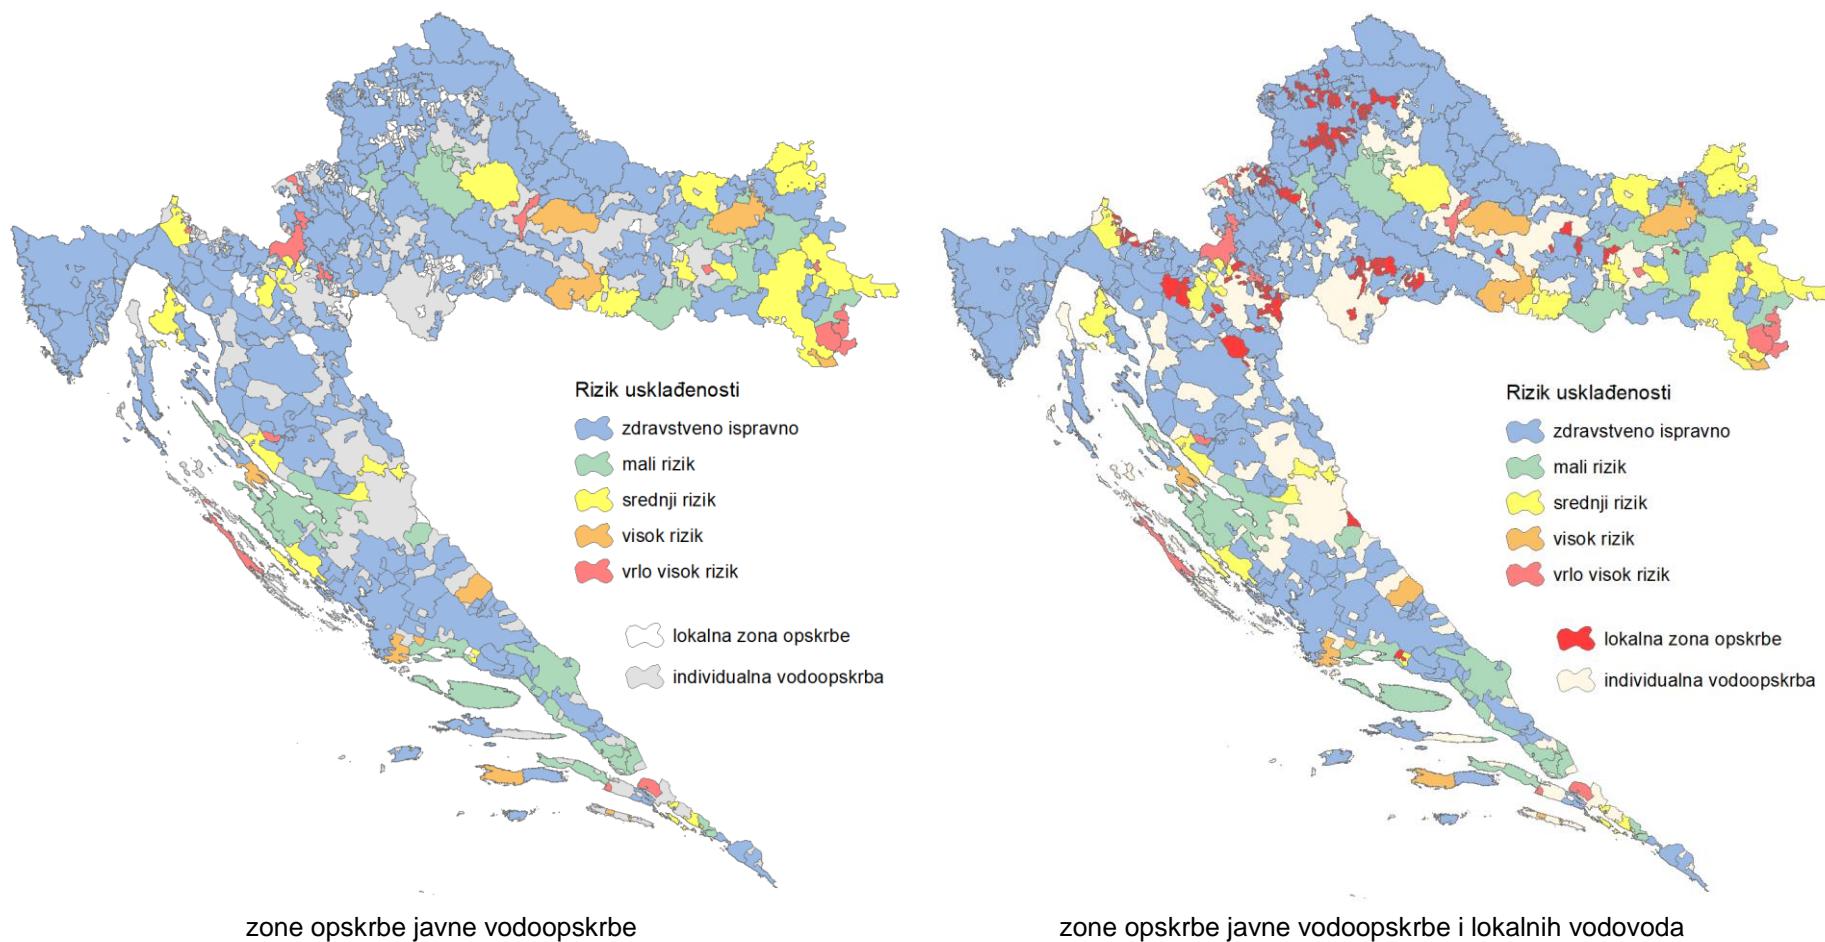 Rizik usklađenosti
zdravstveno ispravno
mali rizik
srednji rizik
visok rizik
vrlo visok rizik
lokalna zona opskrbe
individualna vodoopskrba
zone opskrbe javne vodoopskrbe
Rizik usklađenosti
zdravstveno ispravno
mali rizik
srednji rizik
visok rizik
vrlo visok rizik
lokalna zona opskrbe
individualna vodoopskrba
zone opskrbe javne vodoopskrbe i lokalnih vodovoda